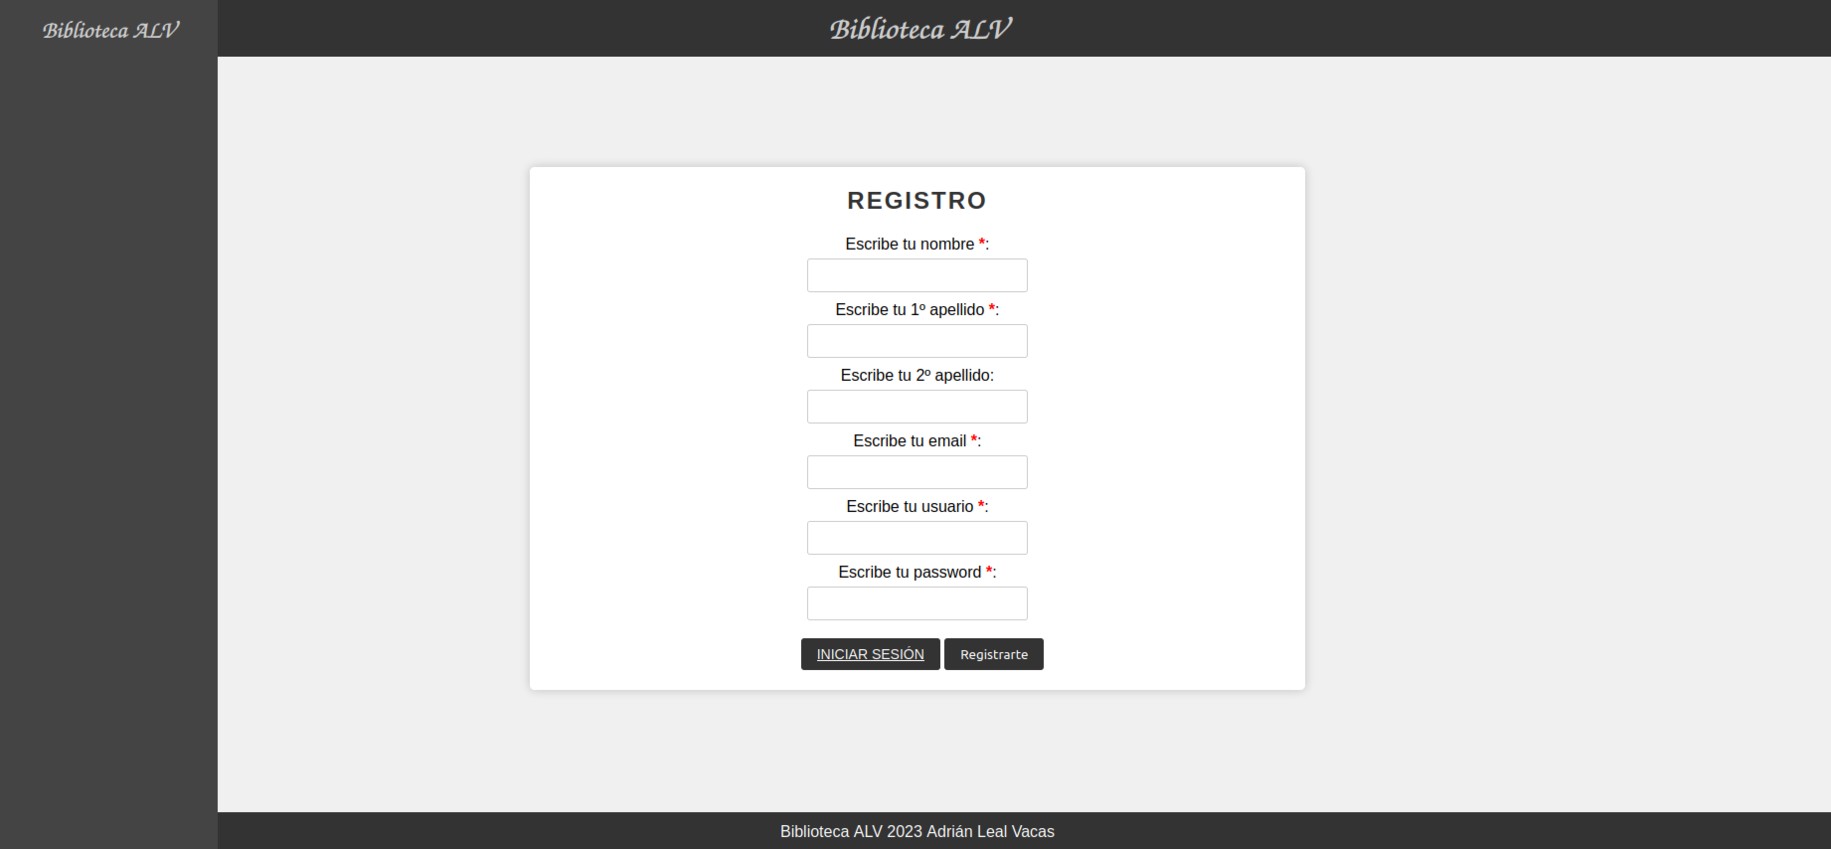 Biblioteca ALV
Biblioteca ALV
REGISTRO
Escribe tu nombre *:
Escribe tu 1º apellido *:
Escribe tu 2º apellido:
Escribe tu email *:
Escribe tu usuario *:
Escribe tu password *:
INICIAR SESIÓN Registrarte
Biblioteca ALV 2023 Adrián Leal Vacas